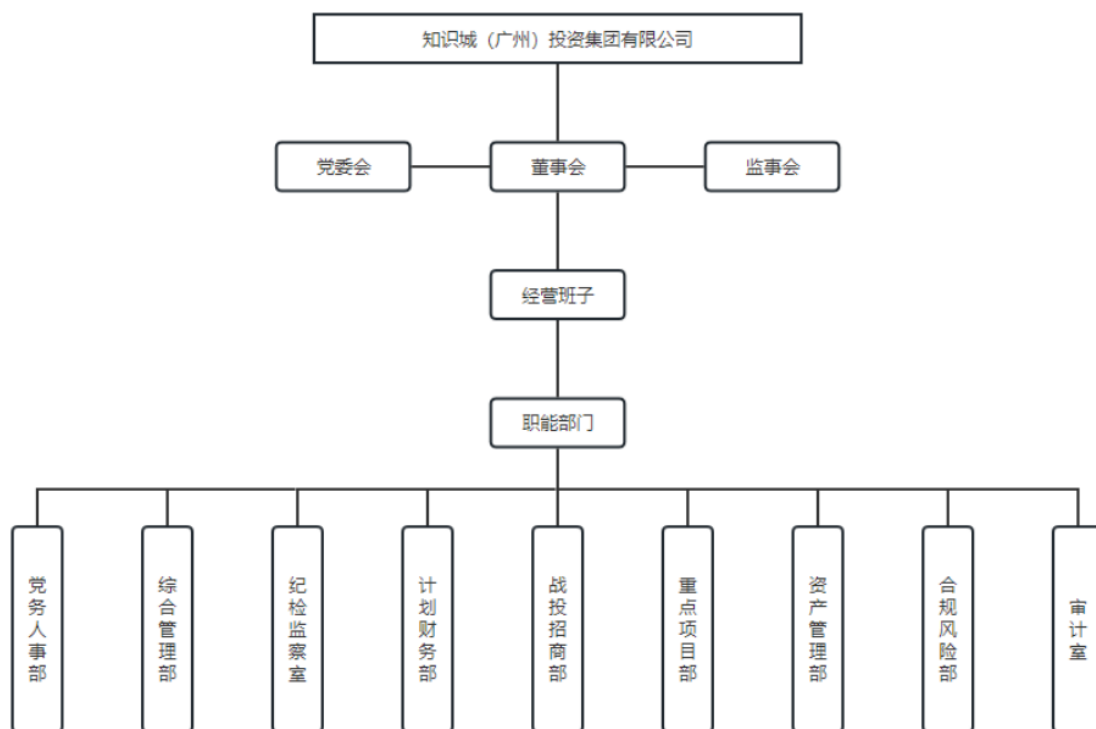 知识城（广州）投资集团有限公司
党委会
董事会
监事会
经营班子
职能部门
党务人事部
综合管理部
纪检监察室
计划财务部
战投招商部
重点项目部
资产管理部
合规风险部
审计室